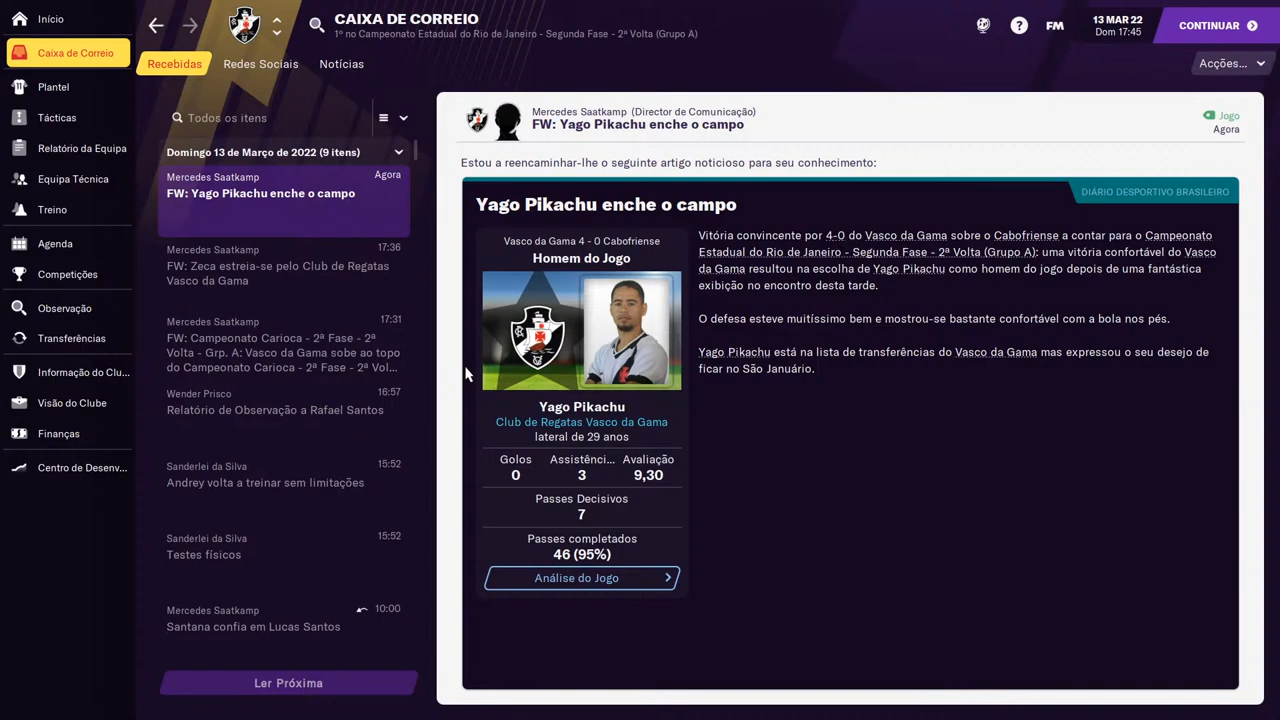 Início
Caixa de Correio
Plantel
Tácticas
Relatório da Equipa
Equipa Técnica
Treino
Agenda
Competições
Observação
Transferências
Informação do Clu...
Visão do Clube
Finanças
Centro de Desenv...
CAIXA DE CORREIO
1º no Campeonato Estadual do Rio de Janeiro - Segunda Fase - 2ª Volta (Grupo A)
?
FM
13 MAR 22
Dom 17:45
CONTINUAR
Recebidas
Redes Sociais
Notícias
Acções...
Todos os itens
Domingo 13 de Março de 2022 (9 itens)
Mercedes Saatkamp Agora
FW: Yago Pikachu enche o campo
Mercedes Saatkamp 17:36
FW: Zeca estreia-se pelo Club de Regatas
Vasco da Gama
Mercedes Saatkamp 17:31
FW: Campeonato Carioca - 2ª Fase - 2ª
Volta - Grp. A: Vasco da Gama sobe ao topo
do Campeonato Carioca - 2ª Fase - 2ª Vol...
Wender Prisco 16:57
Relatório de Observação a Rafael Santos
Sanderlei da Silva 15:52
Andrey volta a treinar sem limitações
Sanderlei da Silva 15:52
Testes físicos
Mercedes Saatkamp 10:00
Santana confia em Lucas Santos
Ler Próxima
Mercedes Saatkamp (Director de Comunicação)
FW: Yago Pikachu enche o campo
Jogo
Agora
Estou a reencaminhar-lhe o seguinte artigo noticioso para seu conhecimento:
DIÁRIO DESPORTIVO BRASILEIRO
Yago Pikachu enche o campo
Vasco da Gama 4 - 0 Cabofriense
Homem do Jogo
Yago Pikachu
Club de Regatas Vasco da Gama
lateral de 29 anos
Golos Assistênci... Avaliação
0 3 9,30
Passes Decisivos
7
Passes completados
46 (95%)
Análise do Jogo
Vitória convincente por 4-0 do Vasco da Gama sobre o Cabofriense a contar para o Campeonato
Estadual do Rio de Janeiro - Segunda Fase - 2ª Volta (Grupo A): uma vitória confortável do Vasco
da Gama resultou na escolha de Yago Pikachu como homem do jogo depois de uma fantástica
exibição no encontro desta tarde.
O defesa esteve muitíssimo bem e mostrou-se bastante confortável com a bola nos pés.
Yago Pikachu está na lista de transferências do Vasco da Gama mas expressou o seu desejo de
ficar no São Januário.